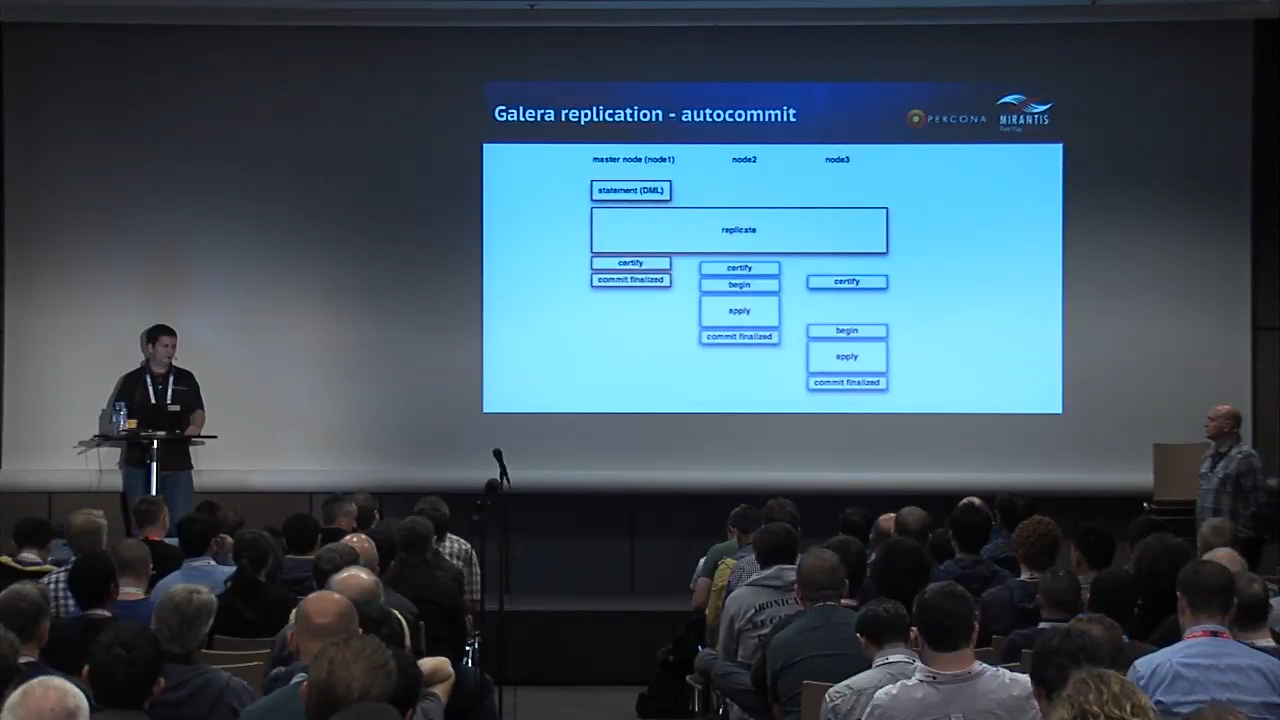 Galera replication - autocommit
PERCONA
MIRANTIS
master node (node1)
node2
node3
statement (DML)
replicate
certify
commit finalized
certify
begin
apply
commit finalized
certify
begin
apply
commit finalized